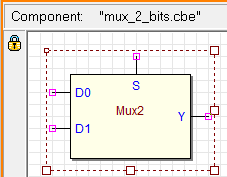 Component: "mux_2_bits.cbe"
S
D0
Mux2
Y
D1